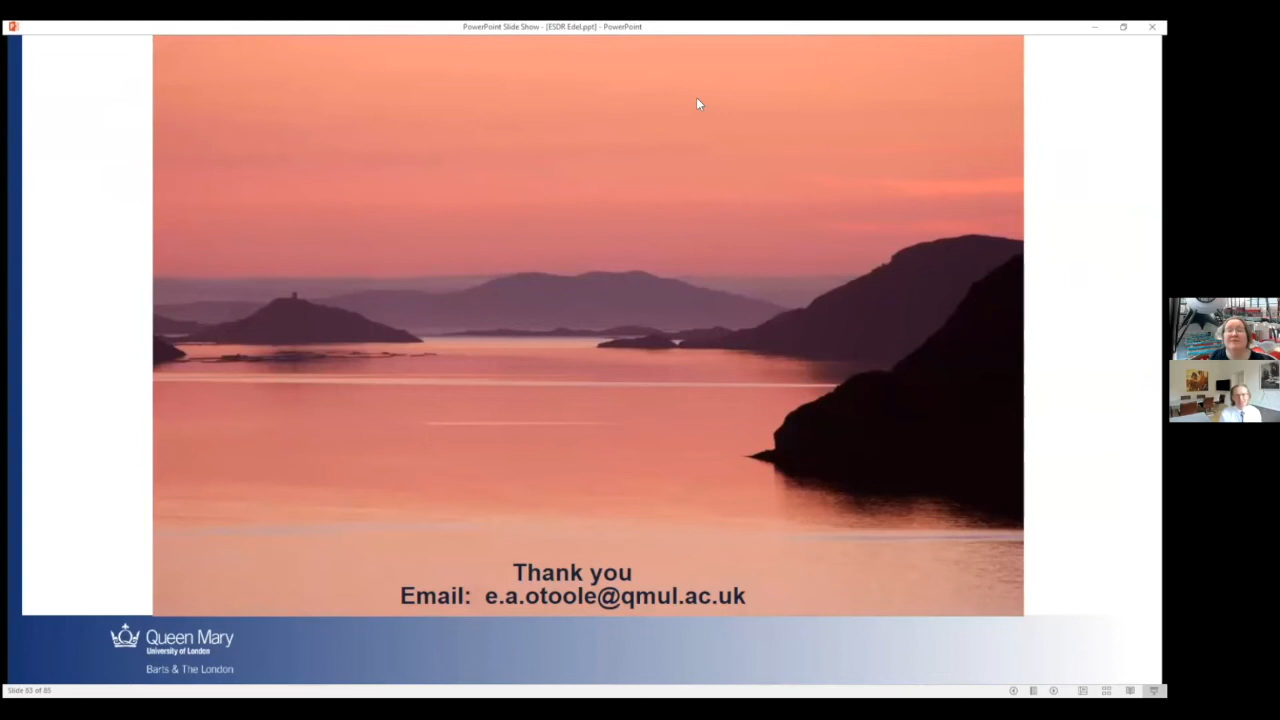 PowerPoint Slide Show - [ESDR Edel.ppt] - PowerPoint
Thank you
Email: e.a.otoole@qmul.ac.uk
Queen Mary
University of London
Barts & The London
Slide 83 of 85